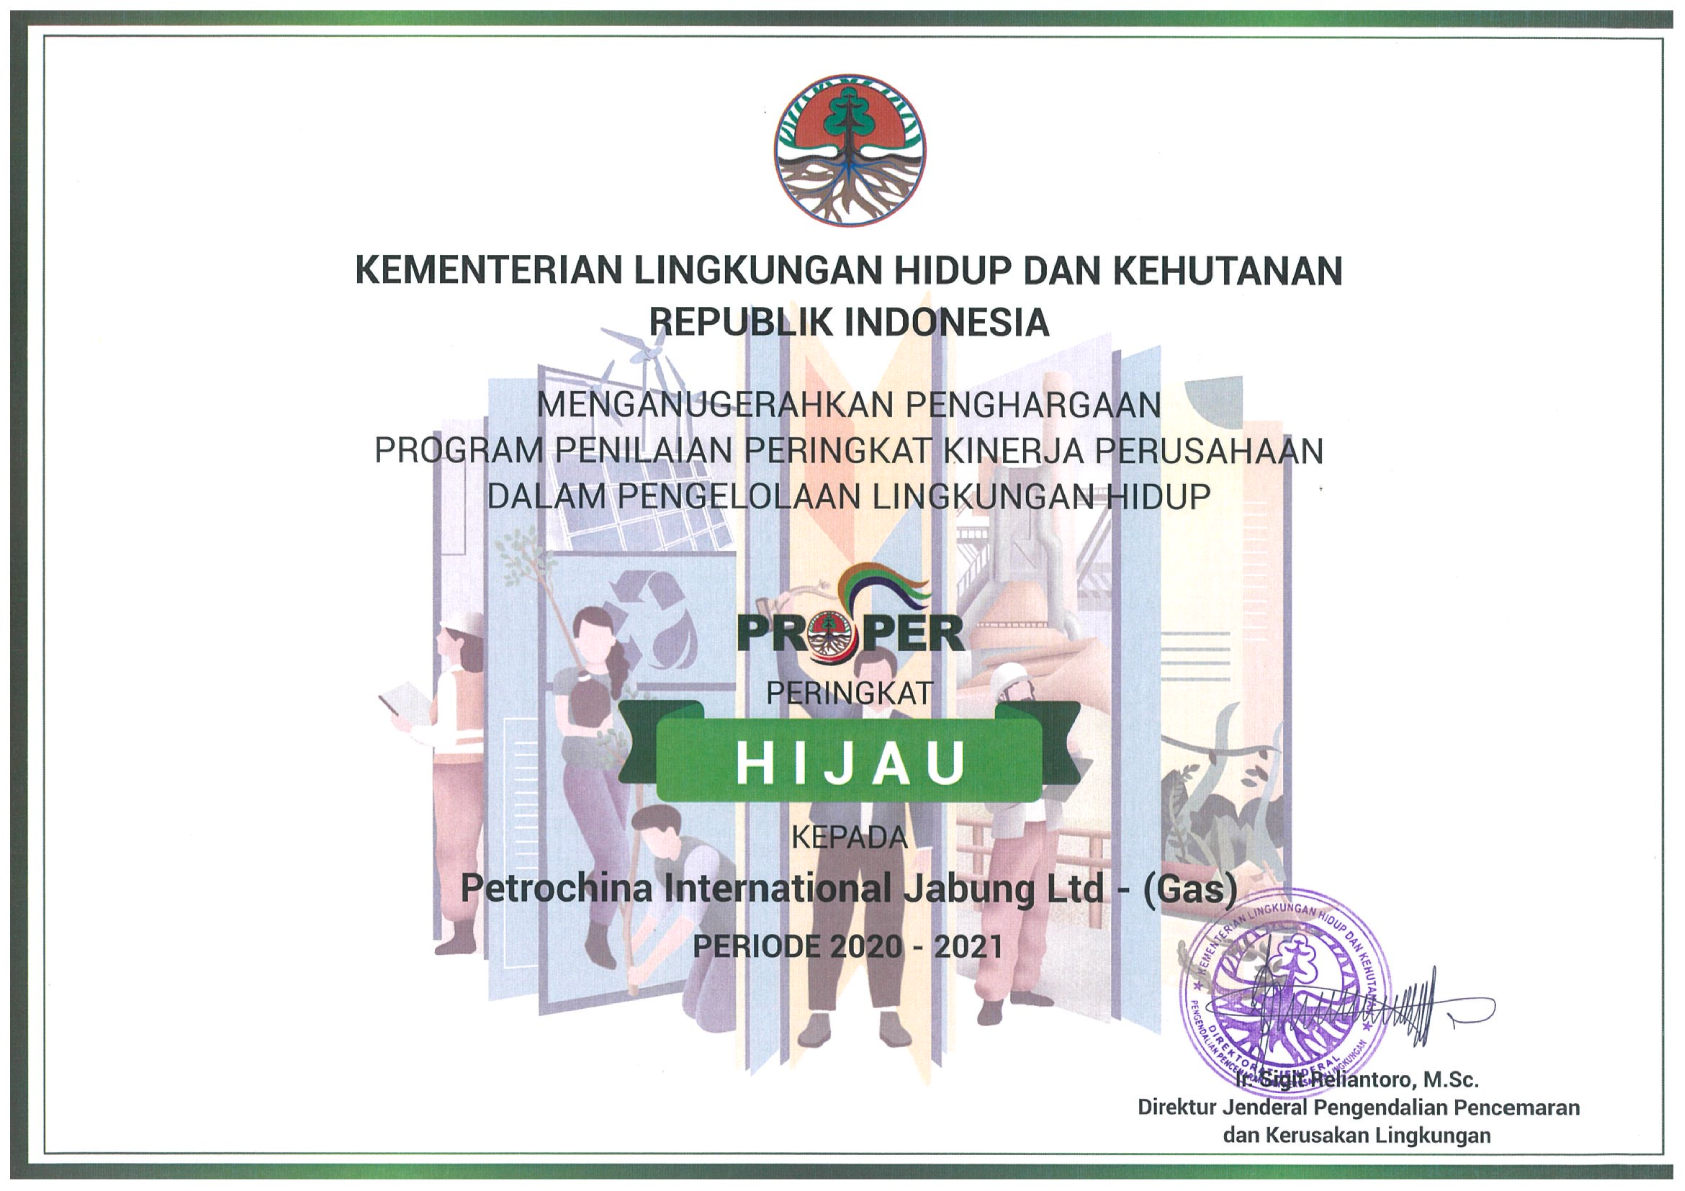 KEMENTERIAN LINGKUNGAN HIDUP DAN KEHUTANAN
REPUBLIK INDONESIA
MENGANUGERAHKAN PENGHARGAAN
PROGRAM PENILAIAN PERINGKAT KINERJA PERUSAHAAN
DALAM PENGELOLAAN LINGKUNGAN HIDUP
PROPER
PERINGKAT
HIJAU
KEPADA
Petrochina International Jabung Ltd - (Gas)
PERIODE 2020 - 2021
KEMENTERIAN LINGKUNGAN HIDUP DAN KEHUTANAN
DIREKTORAT JENDERAL
PENGENDALIAN PENCEMARAN LINGKUNGAN
Ir. Sigit Reliantoro, M.Sc.
Direktur Jenderal Pengendalian Pencemaran
dan Kerusakan Lingkungan